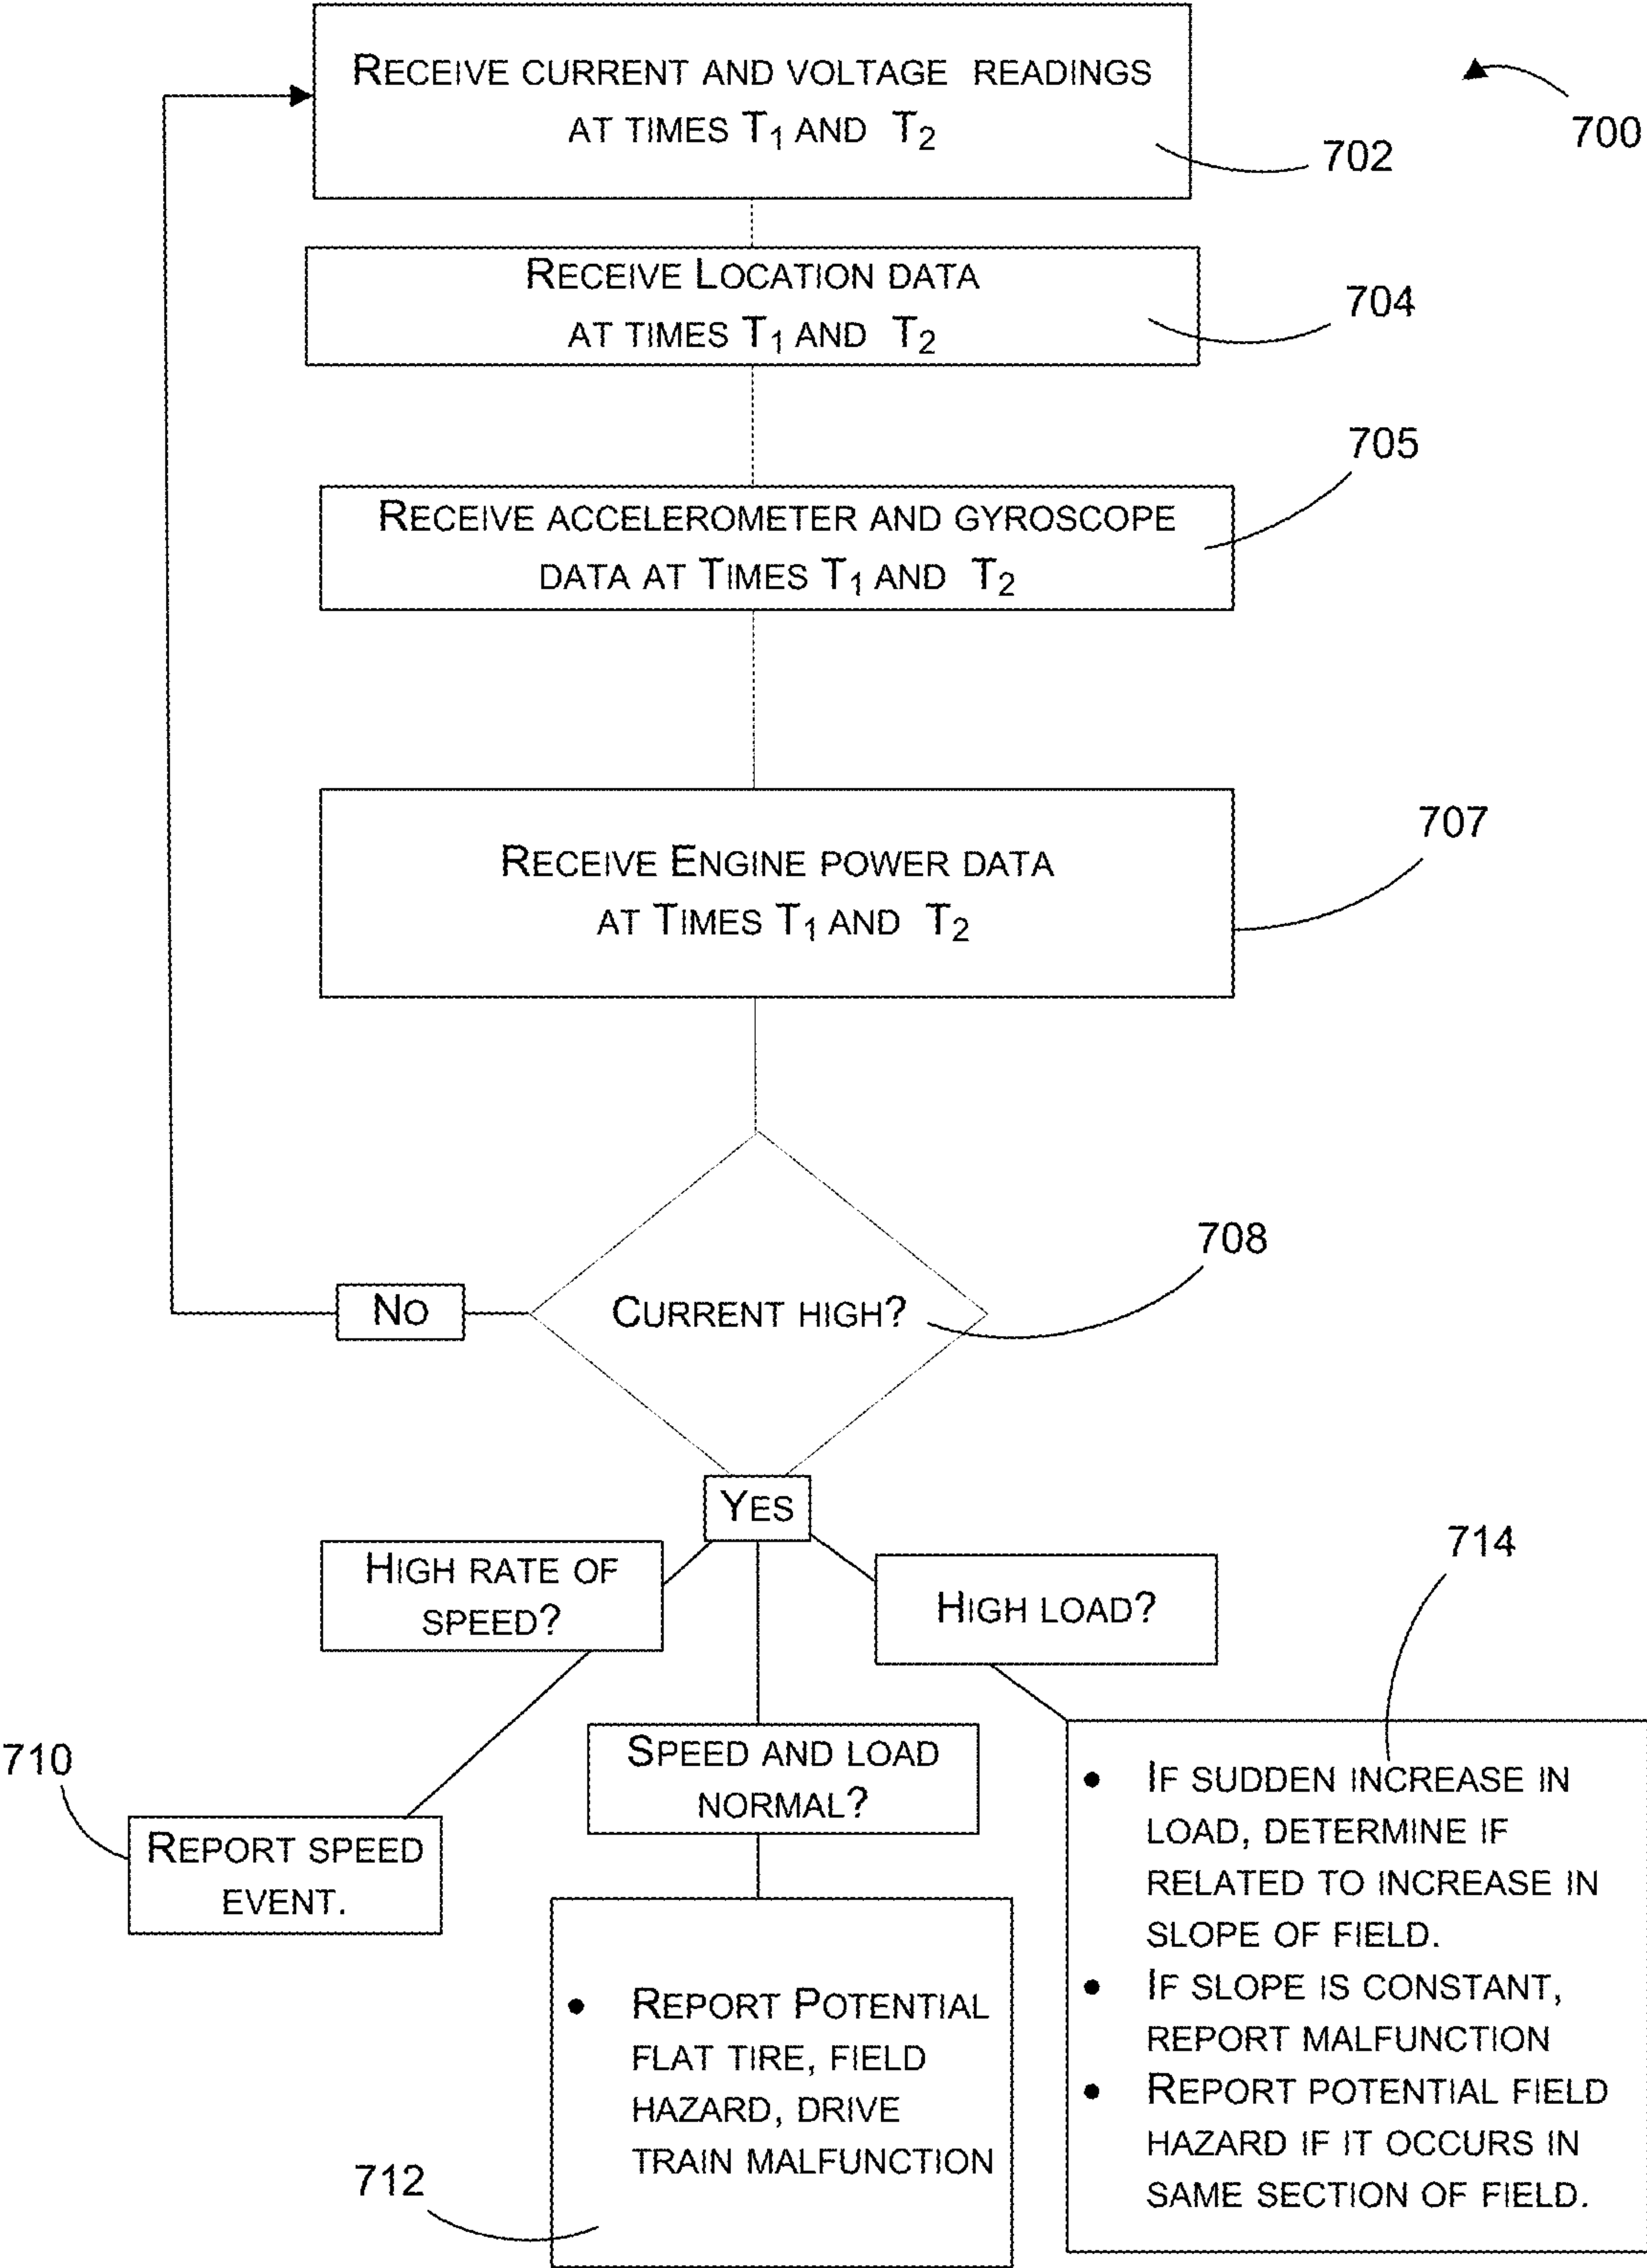 RECEIVE CURRENT AND VOLTAGE READINGS
AT TIMES T₁ AND T₂
700
702
RECEIVE LOCATION DATA
AT TIMES T₁ AND T₂
704
705
RECEIVE ACCELEROMETER AND GYROSCOPE
DATA AT TIMES T₁ AND T₂
707
RECEIVE ENGINE POWER DATA
AT TIMES T₁ AND T₂
708
NO
CURRENT HIGH?
YES
HIGH RATE OF
SPEED?
HIGH LOAD?
714
SPEED AND LOAD
NORMAL?
710
REPORT SPEED
EVENT.
• REPORT POTENTIAL
FLAT TIRE, FIELD
HAZARD, DRIVE
TRAIN MALFUNCTION
712
• IF SUDDEN INCREASE IN
LOAD, DETERMINE IF
RELATED TO INCREASE IN
SLOPE OF FIELD.
• IF SLOPE IS CONSTANT,
REPORT MALFUNCTION
• REPORT POTENTIAL FIELD
HAZARD IF IT OCCURS IN
SAME SECTION OF FIELD.